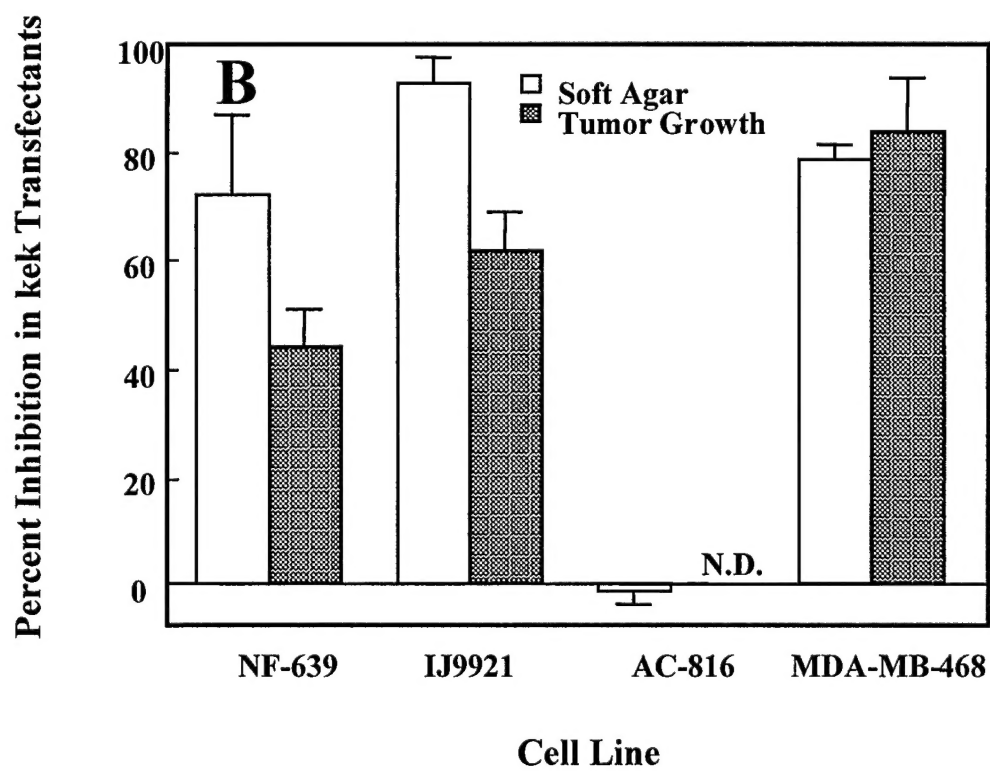 Percent Inhibition in kek Transfectants
100
80
60
40
20
0
B
Soft Agar
Tumor Growth
N.D.
NF-639 IJ9921 AC-816 MDA-MB-468
Cell Line